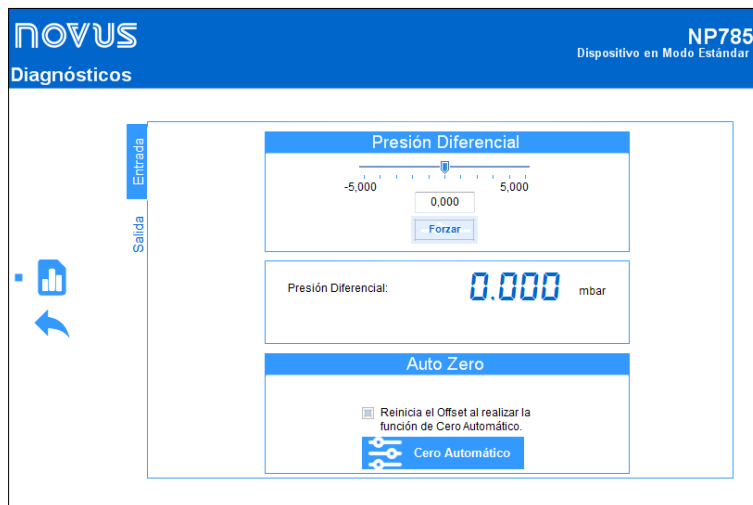 NOVUS
NP785
Dispositivo en Modo Estándar
Diagnósticos
Entrada
Salida
Presión Diferencial
-5,000
5,000
0,000
Forzar
Presión Diferencial:
0.000
mbar
Auto Zero
Reinicia el Offset al realizar la
función de Cero Automático.
Cero Automático